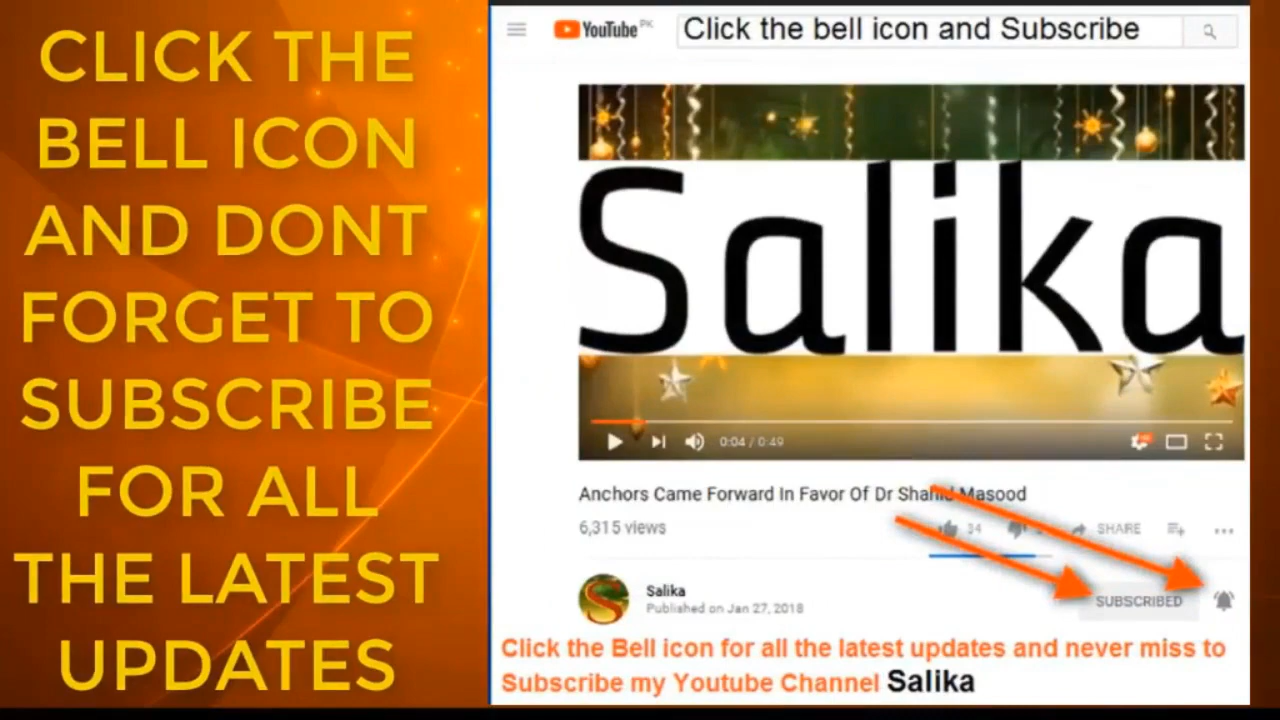 CLICK THE
BELL ICON
AND DONT
FORGET TO
SUBSCRIBE
FOR ALL
THE LATEST
UPDATES
YouTube PK
Click the bell icon and Subscribe
Salika
0:04 / 0:49
Anchors Came Forward In Favor Of Dr Shahid Masood
6,315 views
34
SHARE
Salika
SUBSCRIBED
Published on Jan 27, 2018
Click the Bell icon for all the latest updates and never miss to
Subscribe my Youtube Channel Salika